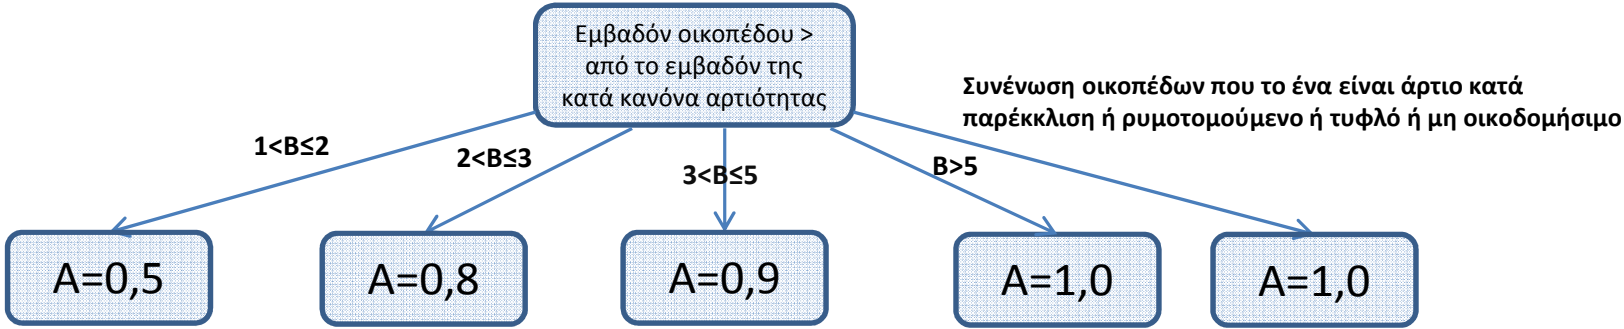 Εμβαδόν οικοπέδου >
από το εμβαδόν της
κατά κανόνα αρτιότητας
Συνένωση οικοπέδων που το ένα είναι άρτιο κατά
παρέκκλιση ή ρυμοτομούμενο ή τυφλό ή μη οικοδομήσιμο
1<Β≤2
2<Β≤3
3<Β≤5
Β>5
Α=0,5
Α=0,8
Α=0,9
Α=1,0
Α=1,0